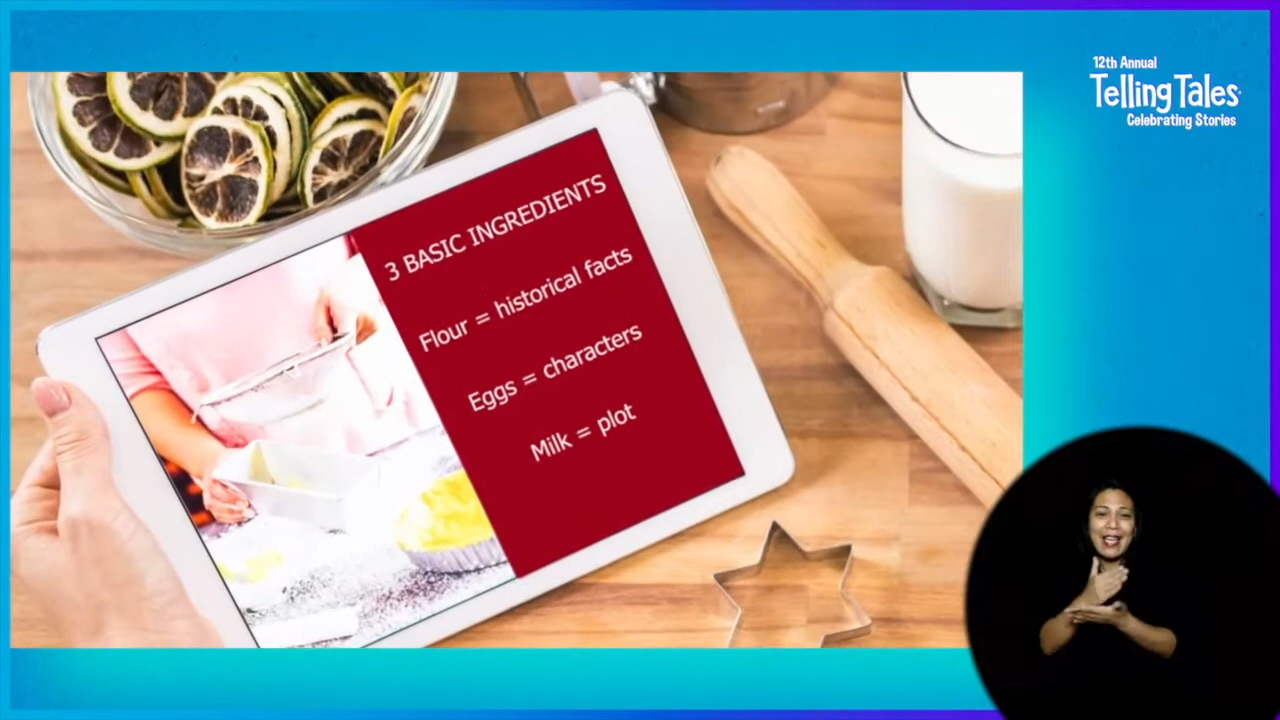 12th Annual
Telling Tales
Celebrating Stories
3 BASIC INGREDIENTS
Flour = historical facts
Eggs = characters
Milk = plot